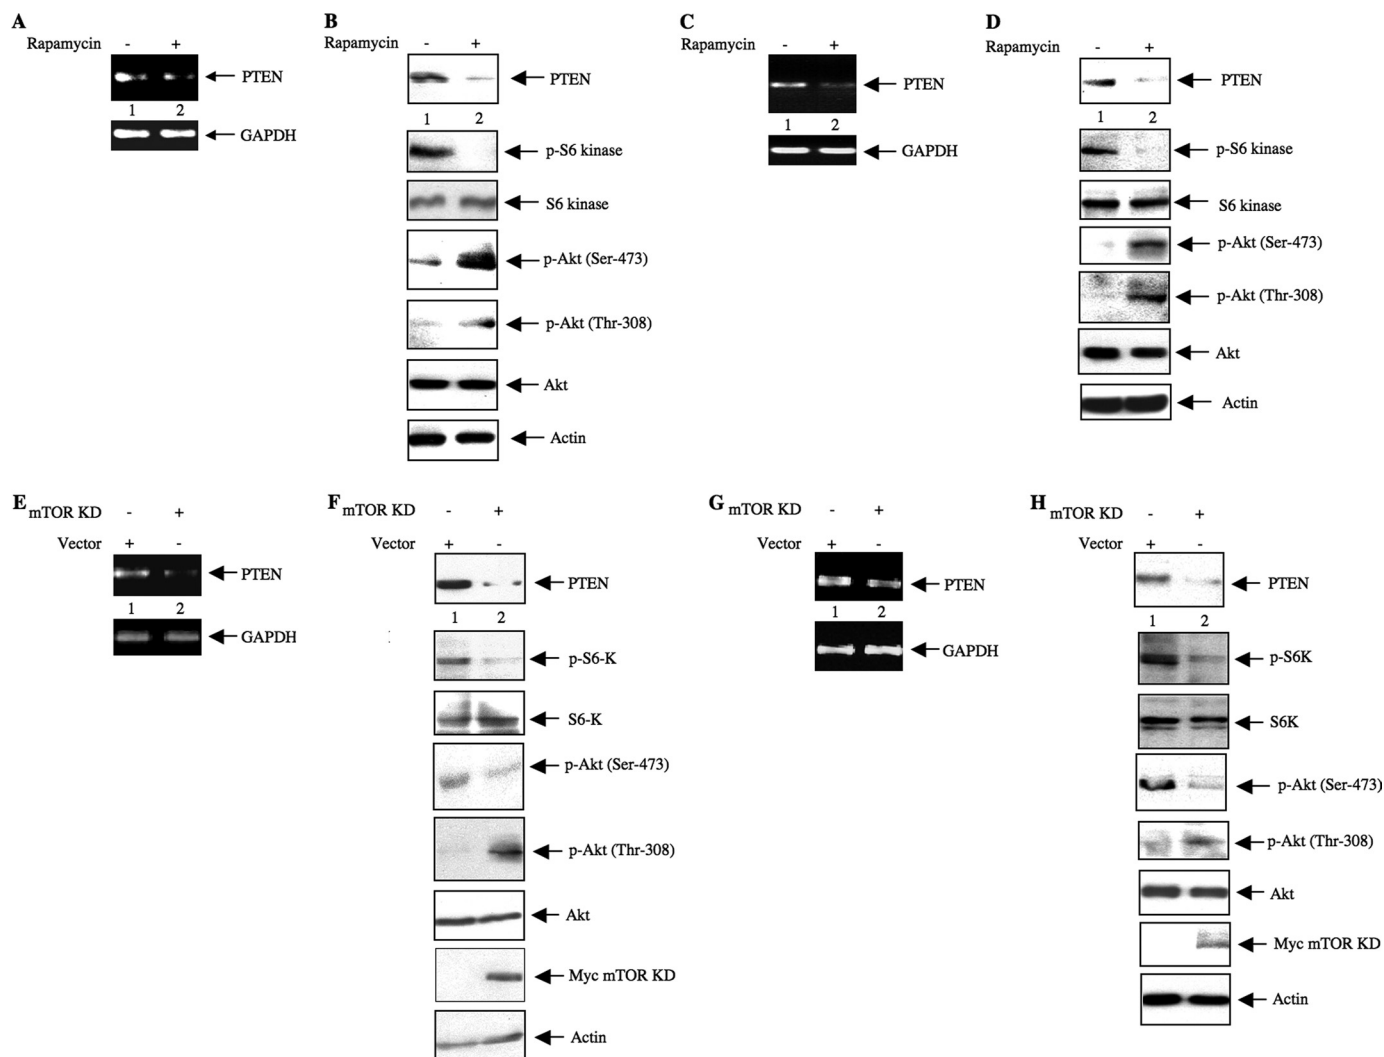 A
Rapamycin - +
PTEN
1 2
GAPDH
B
Rapamycin - +
PTEN
1 2
p-S6 kinase
S6 kinase
p-Akt (Ser-473)
p-Akt (Thr-308)
Akt
Actin
C
Rapamycin - +
PTEN
1 2
GAPDH
D
Rapamycin - +
PTEN
1 2
p-S6 kinase
S6 kinase
p-Akt (Ser-473)
p-Akt (Thr-308)
Akt
Actin
E
mTOR KD - +
Vector + -
PTEN
1 2
GAPDH
F
mTOR KD - +
Vector + -
PTEN
1 2
p-S6-K
S6-K
p-Akt (Ser-473)
p-Akt (Thr-308)
Akt
Myc mTOR KD
Actin
G
mTOR KD - +
Vector + -
PTEN
1 2
GAPDH
H
mTOR KD - +
Vector + -
PTEN
1 2
p-S6K
S6K
p-Akt (Ser-473)
p-Akt (Thr-308)
Akt
Myc mTOR KD
Actin